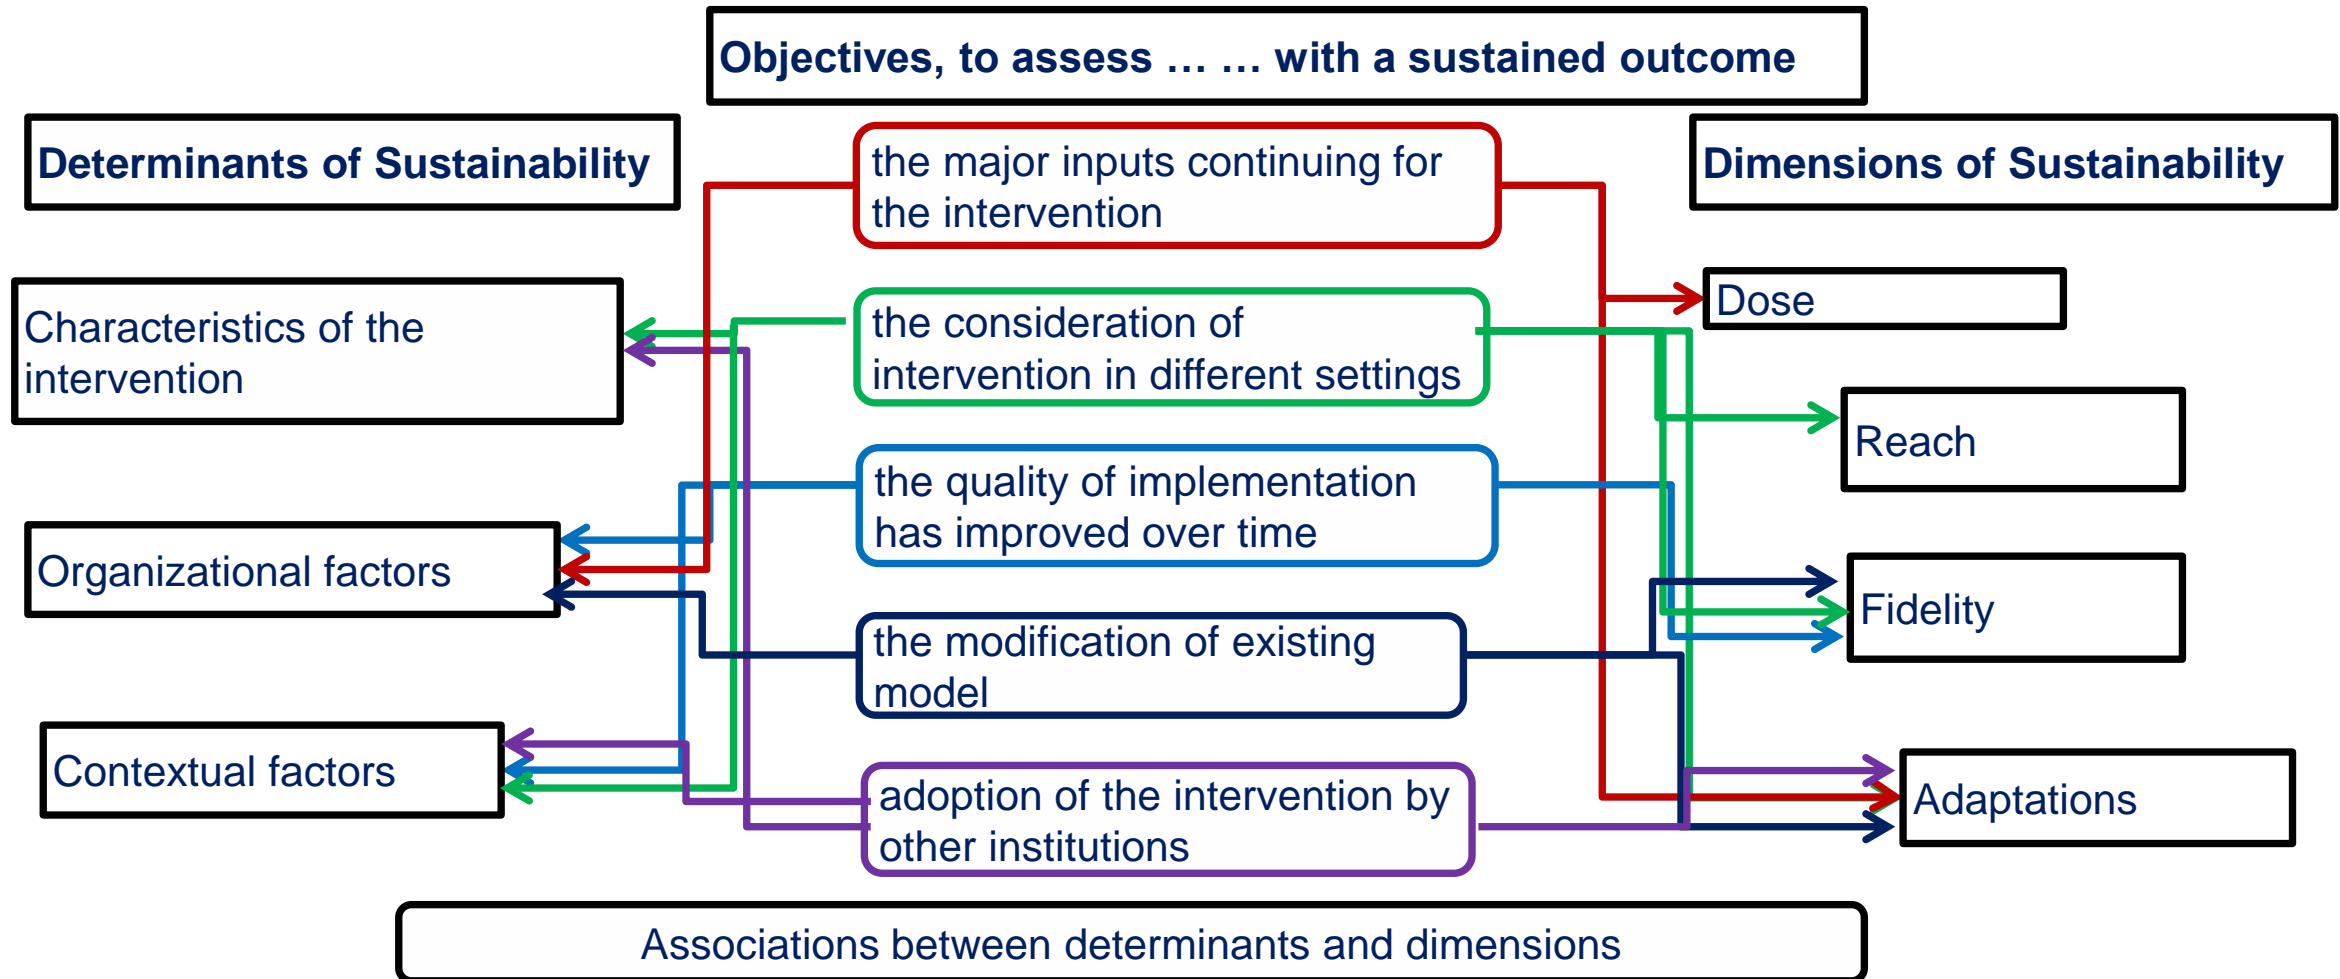 Objectives, to assess … … with a sustained outcome
Determinants of Sustainability
Dimensions of Sustainability
the major inputs continuing for
the intervention
Characteristics of the
intervention
the consideration of
intervention in different settings
Dose
Reach
the quality of implementation
has improved over time
Organizational factors
Fidelity
the modification of existing
model
Contextual factors
adoption of the intervention by
other institutions
Adaptations
Associations between determinants and dimensions